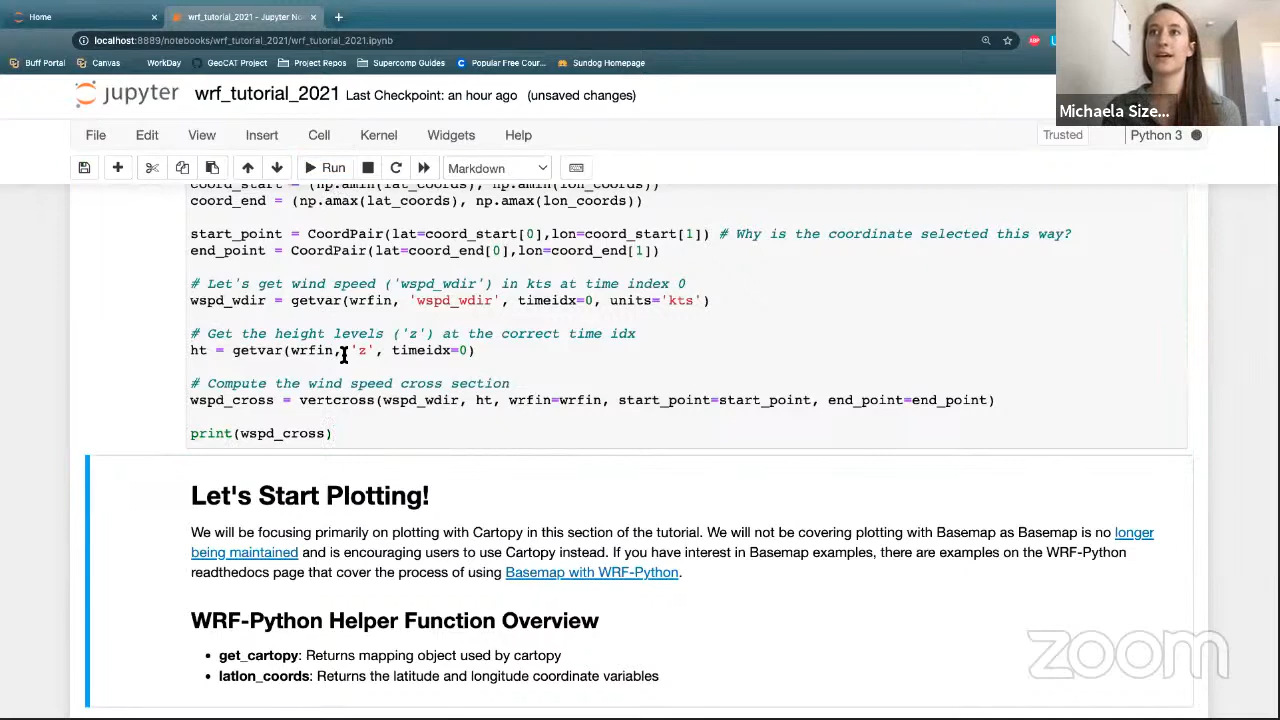 Home
wrf_tutorial_2021 - Jupyter No
localhost:8889/notebooks/wrf_tutorial_2021/wrf_tutorial_2021.ipynb
Buff Portal Canvas WorkDay GeoCAT Project Project Repos Supercomp Guides Popular Free Cour... Sundog Homepage
Michaela Size...
jupyter wrf_tutorial_2021 Last Checkpoint: an hour ago (unsaved changes)
File Edit View Insert Cell Kernel Widgets Help Trusted Python 3
Run Markdown
coord_start = (np.amin(lat_coords), np.amin(lon_coords))
coord_end = (np.amax(lat_coords), np.amax(lon_coords))
start_point = CoordPair(lat=coord_start[0],lon=coord_start[1]) # Why is the coordinate selected this way?
end_point = CoordPair(lat=coord_end[0],lon=coord_end[1])
# Let's get wind speed ('wspd_wdir') in kts at time index 0
wspd_wdir = getvar(wrfin, 'wspd_wdir', timeidx=0, units='kts')
# Get the height levels ('z') at the correct time idx
ht = getvar(wrfin, 'z', timeidx=0)
# Compute the wind speed cross section
wspd_cross = vertcross(wspd_wdir, ht, wrfin=wrfin, start_point=start_point, end_point=end_point)
print(wspd_cross)
Let's Start Plotting!
We will be focusing primarily on plotting with Cartopy in this section of the tutorial. We will not be covering plotting with Basemap as Basemap is no longer
being maintained and is encouraging users to use Cartopy instead. If you have interest in Basemap examples, there are examples on the WRF-Python
readthedocs page that cover the process of using Basemap with WRF-Python.
WRF-Python Helper Function Overview
• get_cartopy: Returns mapping object used by cartopy
• latlon_coords: Returns the latitude and longitude coordinate variables
zoom